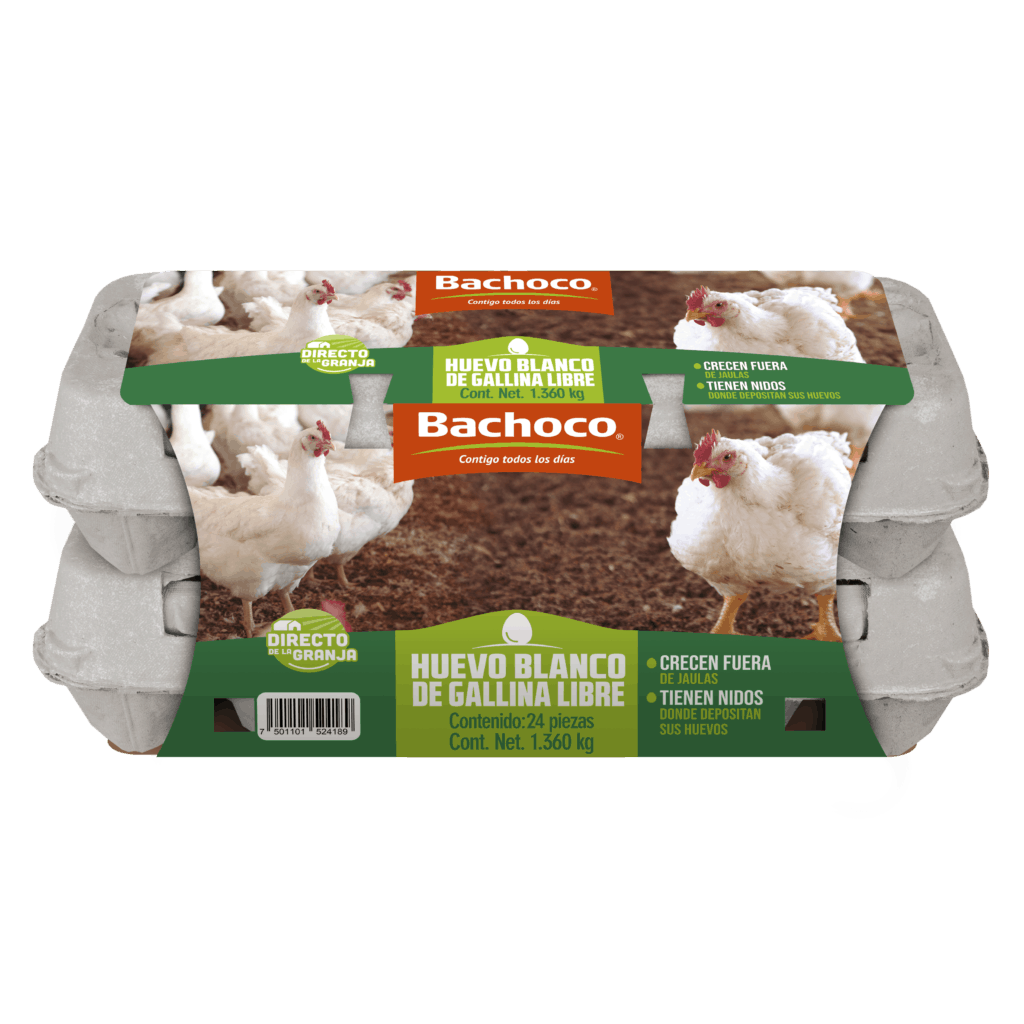 Bachoco®
Contigo todos los días
DIRECTO
DE LA GRANJA
HUEVO BLANCO
DE GALLINA LIBRE
Cont. Net. 1.360 kg
• CRECEN FUERA
DE JAULAS
• TIENEN NIDOS
DONDE DEPOSITAN SUS HUEVOS
Bachoco®
Contigo todos los días
DIRECTO
DE LA GRANJA
7 501101 524189
HUEVO BLANCO
DE GALLINA LIBRE
Contenido:24 piezas
Cont. Net. 1.360 kg
• CRECEN FUERA
DE JAULAS
• TIENEN NIDOS
DONDE DEPOSITAN
SUS HUEVOS